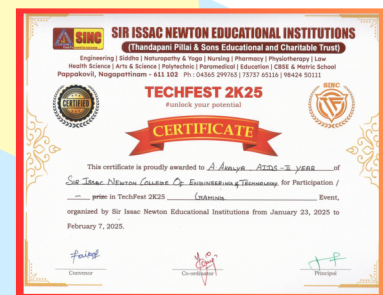 SINC
SIR ISSAC NEWTON EDUCATIONAL INSTITUTIONS
(Thandapani Pillai & Sons Educational and Charitable Trust)
Engineering | Siddha | Naturopathy & Yoga | Nursing | Pharmacy | Physiotherapy | Law
Health Science | Arts & Science | Polytechnic | Paramedical | Education | CBSE & Matric School
Pappakovil, Nagapattinam - 611 102 Ph : 04365 299763 | 73737 65116 | 98424 50111
TECHFEST 2K25
#unlock your potential
CERTIFIED
SINC
CERTIFICATE
This certificate is proudly awarded to A. Ananya AIDS-II YEAR of
Sir Issac Newton College Of Engineering & Technology for Participation /
— prize in TechFest 2K25 Gaming Event,
organized by Sir Issac Newton Educational Institutions from January 23, 2025 to
February 7, 2025.
Convenor
Co-ordinator
Principal